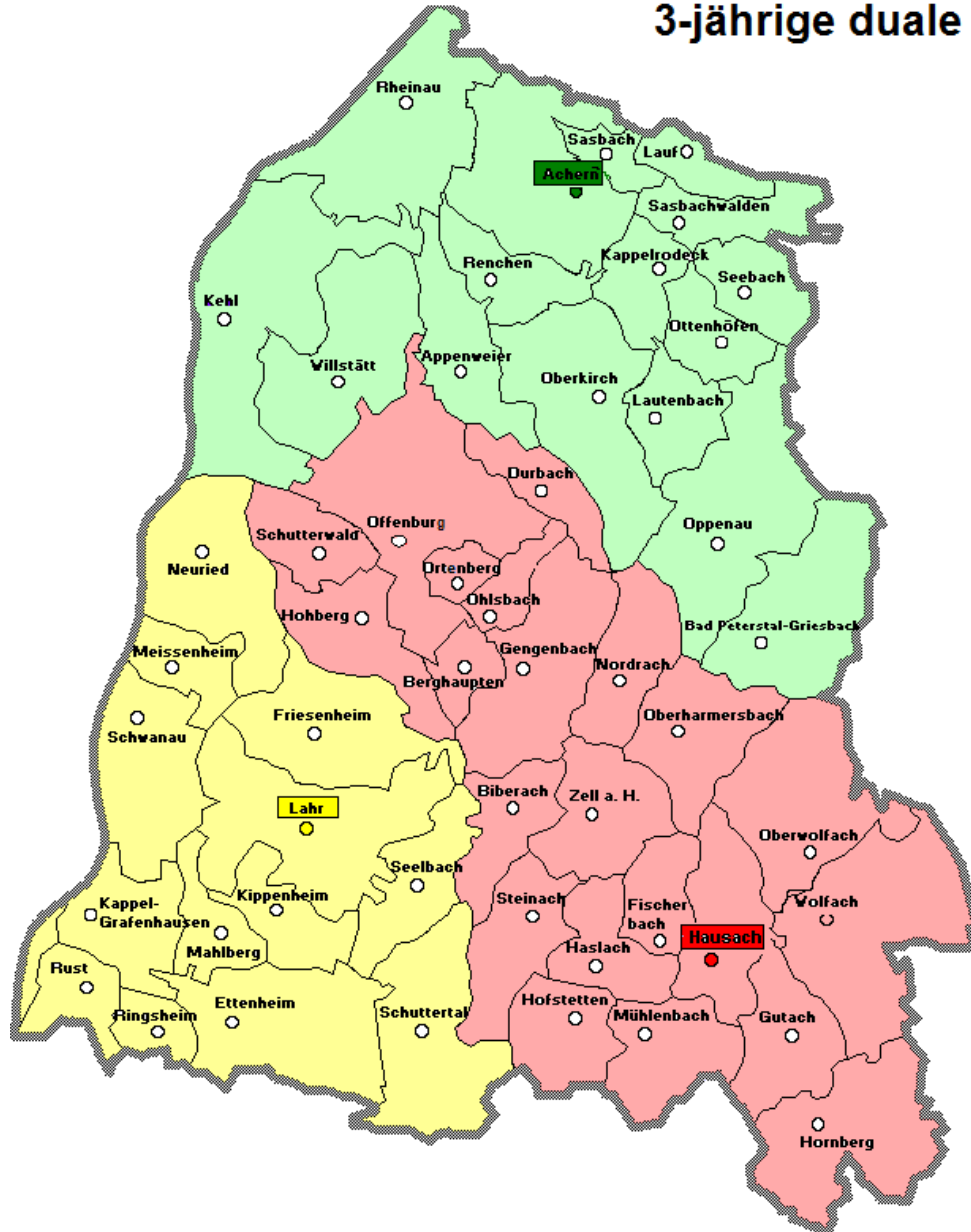 3-jährige duale
Rheinau
Sasbach
Lauf
Achern
Sasbachwalden
Kappelrodeck
Renchen
Seebach
Kehl
Ottenhöfen
Willstätt
Appenweier
Oberkirch
Lautenbach
Durbach
Offenburg
Oppenau
Schutterwald
Neuried
Ortenberg
Ohlsbach
Hohberg
Bad Peterstal-Griesbach
Meissenheim
Gengenbach
Nordrach
Berghaupten
Friesenheim
Oberharmersbach
Schwanau
Biberach
Zell a. H.
Lahr
Oberwolfach
Seelbach
Kippenheim
Steinach
Fischer
bach
Wolfach
Kappel-
Grafenhausen
Mahlberg
Haslach
Hausach
Rust
Ettenheim
Hofstetten
Ringsheim
Schuttertal
Mühlenbach
Gutach
Hornberg